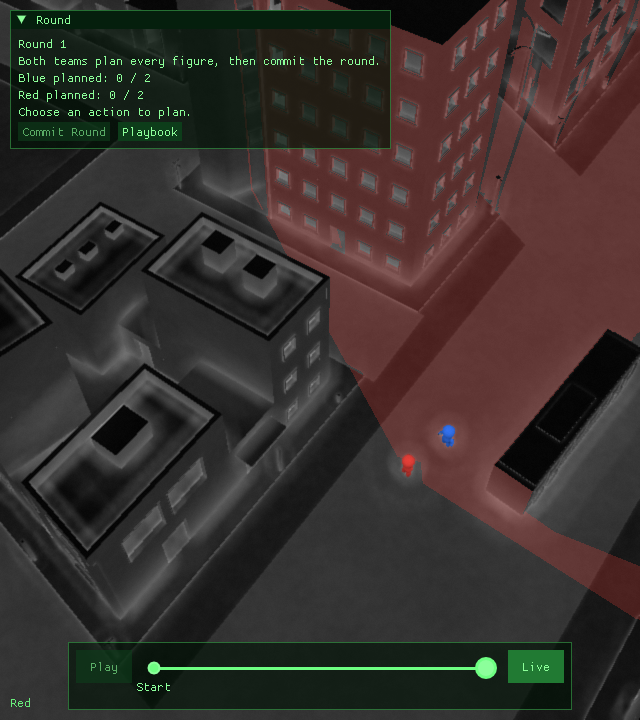 Round
Round 1
Both teams plan every figure, then commit the round.
Blue planned: 0 / 2
Red planned: 0 / 2
Choose an action to plan.
Commit Round Playbook
Play Live
Start
Red